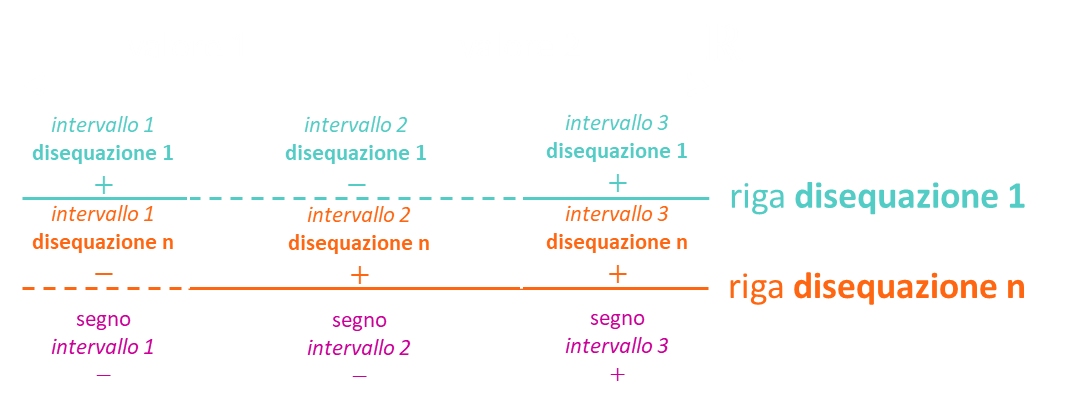 intervallo 1 intervallo 2 intervallo 3
disequazione 1 disequazione 1 disequazione 1
+ − +
riga disequazione 1
intervallo 1 intervallo 2 intervallo 3
disequazione n disequazione n disequazione n
− + +
riga disequazione n
segno segno segno
intervallo 1 intervallo 2 intervallo 3
− − +